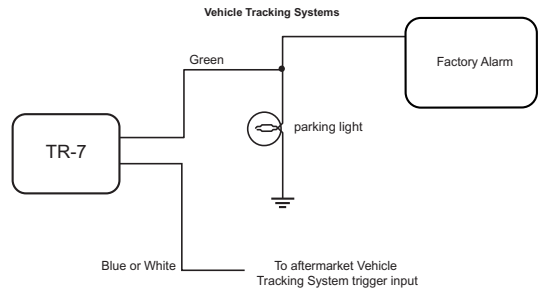 Vehicle Tracking Systems
Green
Factory Alarm
parking light
TR-7
Blue or White
To aftermarket Vehicle
Tracking System trigger input